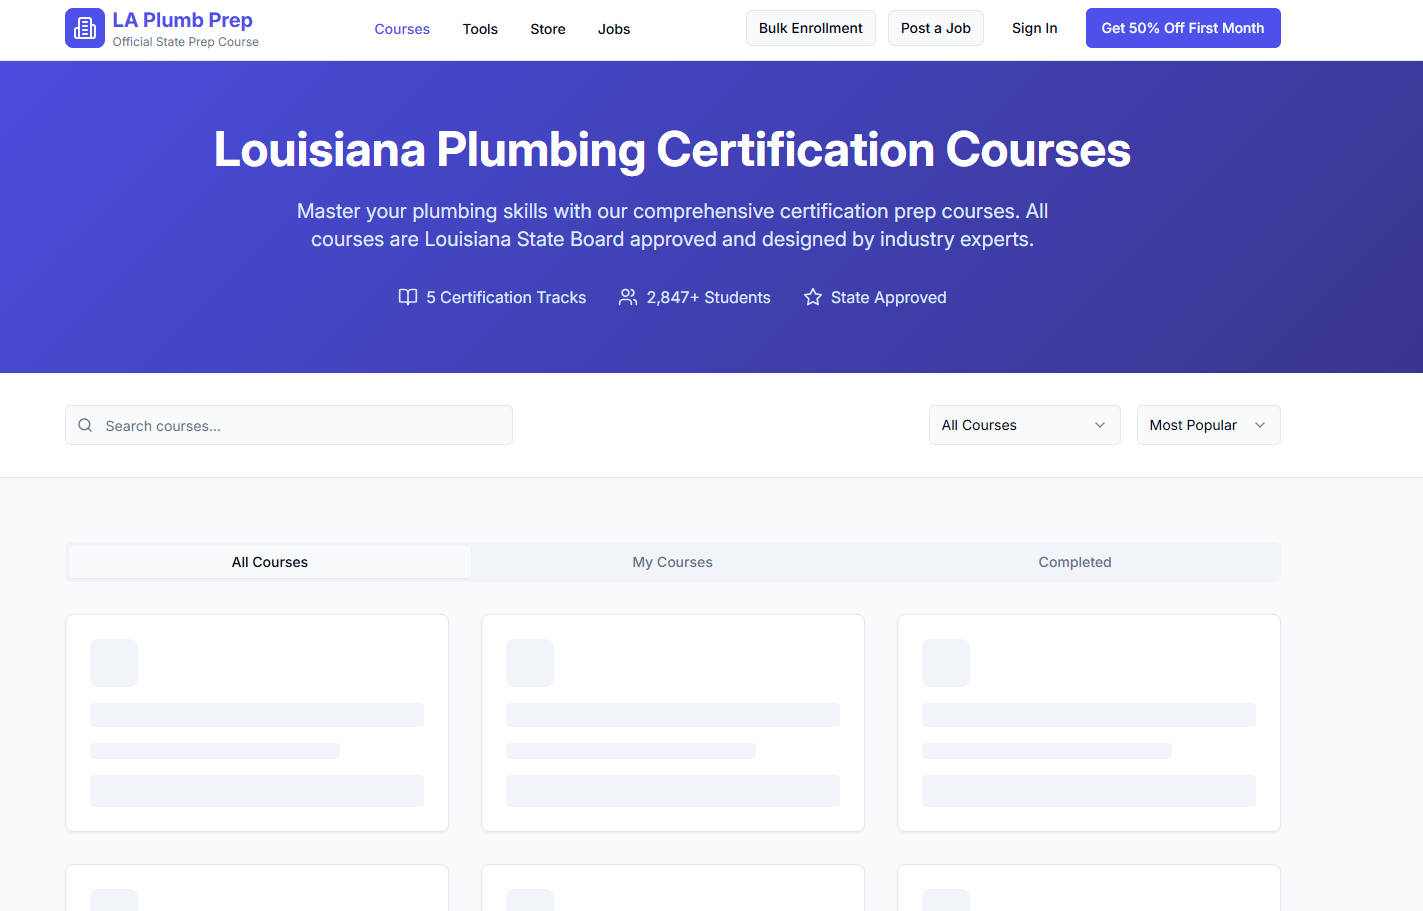 LA Plumb Prep
Official State Prep Course
Courses
Tools
Store
Jobs
Bulk Enrollment
Post a Job
Sign In
Get 50% Off First Month
Louisiana Plumbing Certification Courses
Master your plumbing skills with our comprehensive certification prep courses. All
courses are Louisiana State Board approved and designed by industry experts.
5 Certification Tracks
2,847+ Students
State Approved
Search courses...
All Courses
Most Popular
All Courses
My Courses
Completed